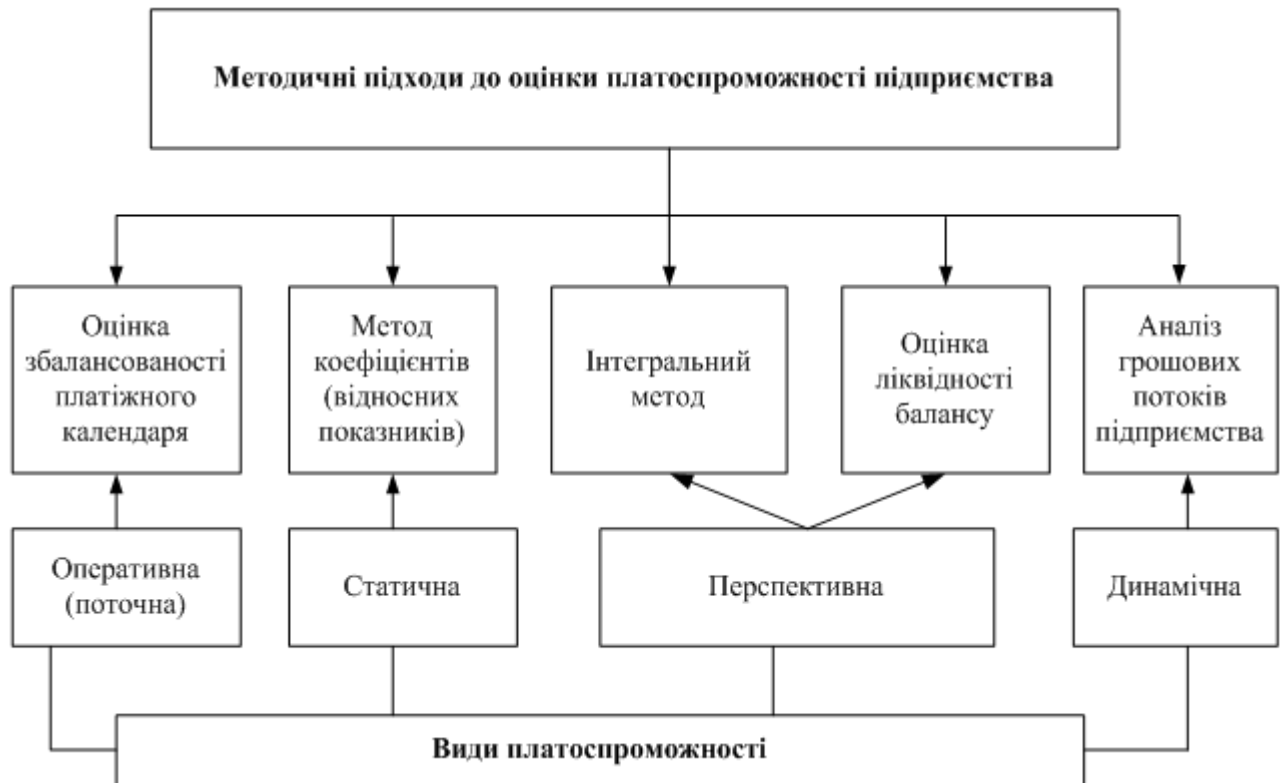 Методичні підходи до оцінки платоспроможності підприємства
Оцінка
збалансованості
платіжного
календаря
Метод
коефіцієнтів
(відносних
показників)
Інтегральний
метод
Оцінка
ліквідності
балансу
Аналіз
грошових
потоків
підприємства
Оперативна
(поточна)
Статична
Перспективна
Динамічна
Види платоспроможності